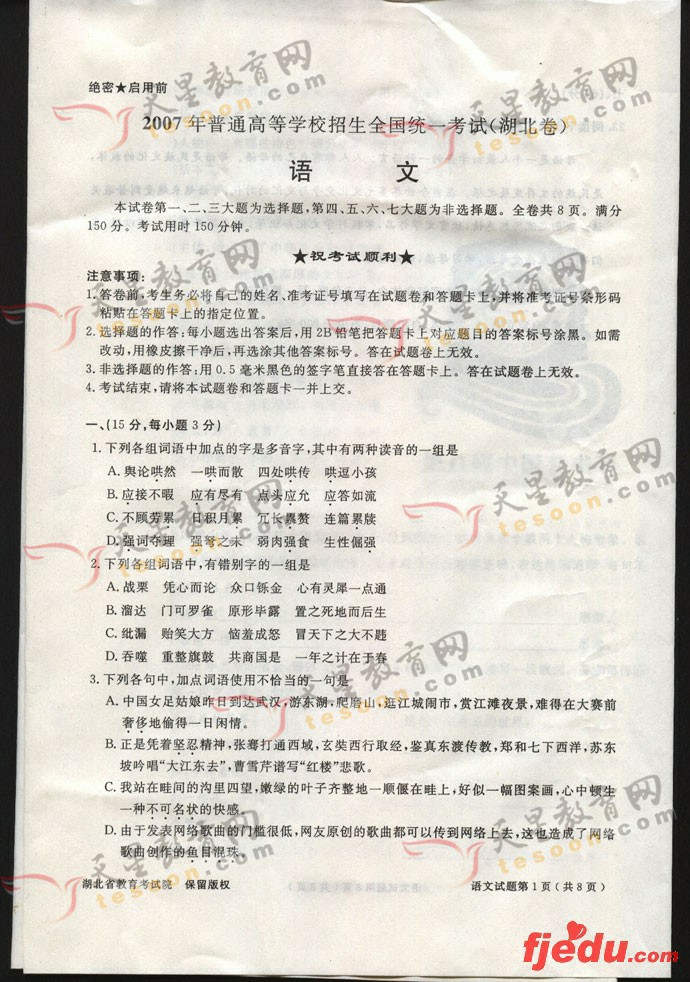 绝密★启用前
2007年普通高等学校招生全国统一考试(湖北卷)
语 文
本试卷第一、二、三大题为选择题,第四、五、六、七大题为非选择题。全卷共8页。满分
150分。考试用时150分钟。
★祝考试顺利★
注意事项:
1.答卷前,考生务必将自己的姓名、准考证号填写在试题卷和答题卡上,并将准考证号条形码
粘贴在答题卡上的指定位置。
2.选择题的作答:每小题选出答案后,用2B铅笔把答题卡上对应题目的答案标号涂黑。如需
改动,用橡皮擦干净后,再选涂其他答案标号。答在试题卷上无效。
3.非选择题的作答:用0.5毫米黑色的签字笔直接答在答题卡上。答在试题卷上无效。
4.考试结束,请将本试题卷和答题卡一并上交。
一、(15分,每小题3分)
1.下列各组词语中加点的字是多音字,其中有两种读音的一组是
A.舆论哄然 一哄而散 四处哄传 哄逗小孩
B.应接不暇 应有尽有 点头应允 应答如流
C.不顾劳累 日积月累 冗长累赘 连篇累牍
D.强词夺理 强弩之末 弱肉强食 生性倔强
2.下列各组词语中,有错别字的一组是
A.战栗 凭心而论 众口铄金 心有灵犀一点通
B.溜达 门可罗雀 原形毕露 置之死地而后生
C.纰漏 贻笑大方 恼羞成怒 冒天下之大不韪
D.吞噬 重整旗鼓 共商国是 一年之计在于春
3.下列各句中,加点词语使用不恰当的一句是
A.中国女足姑娘昨日到达武汉,游东湖,爬磨山,逛江城闹市,赏江滩夜景,难得在大赛前
奢侈地偷得一日闲情。
B.正是凭着坚忍精神,张骞打通西域,玄奘西行取经,鉴真东渡传教,郑和七下西洋,苏东
坡吟唱“大江东去”,曹雪芹谱写“红楼”悲歌。
C.我站在畦间的沟里四望,嫩绿的叶子齐整地一顺偃在畦上,好似一幅图案画,心中顿生
一种不可名状的快感。
D.由于发表网络歌曲的门槛很低,网友原创的歌曲都可以传到网络上去,这也造成了网络
歌曲创作的鱼目混珠。
湖北省教育考试院 保留版权
语文试题第1页(共8页)
天星教育网
tesoon.com
fjedu.com